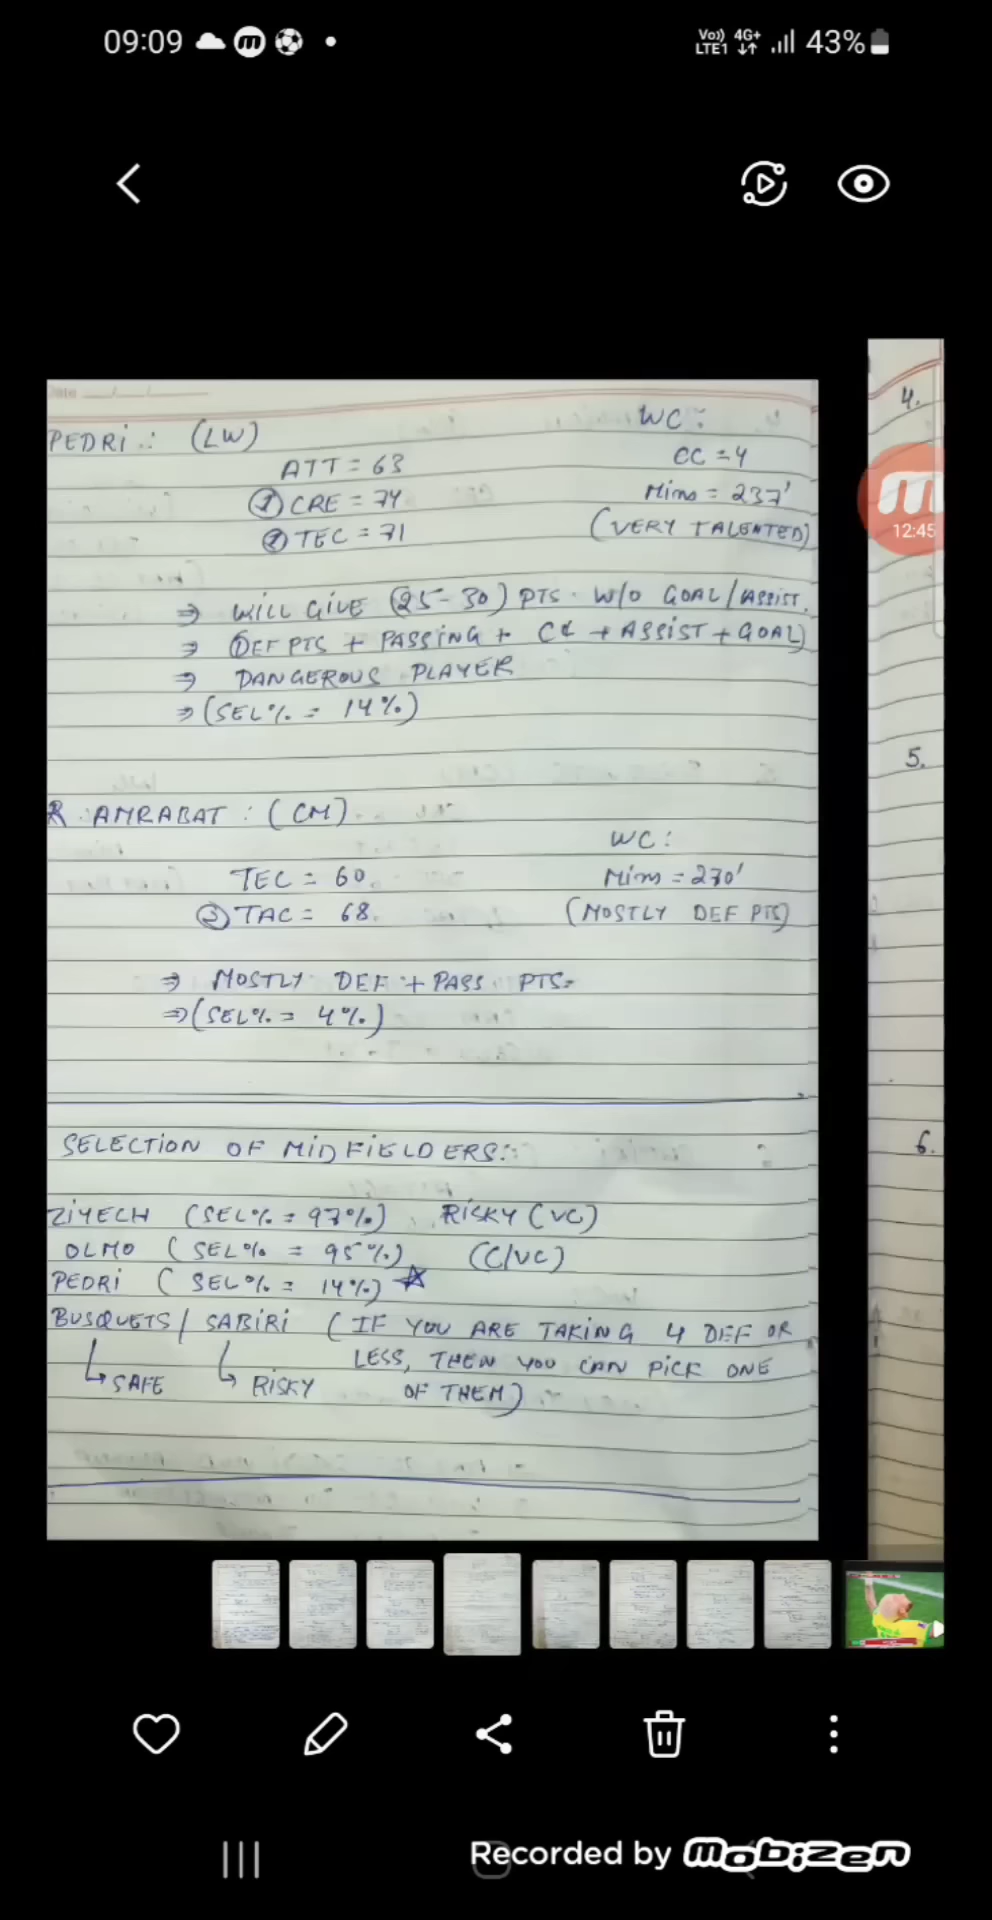 09:09
Vo)) 4G+ 43%
LTE1
PEDRI : (LW)
WC :
ATT = 63
CC = 4
① CRE = 74
Mins = 237'
② TEC = 71
(VERY TALENTED)
⇒ WILL GIVE (25-30) PTS. W/O GOAL/ASSIST.
⇒ (DEF PTS + PASSING + CC + ASSIST + GOAL)
⇒ DANGEROUS PLAYER
⇒ (SEL% = 14%)
AMRABAT : (CM)
WC :
TEC = 60
Mins = 270'
③ TAC = 68.
(MOSTLY DEF PTS)
⇒ MOSTLY DEF + PASS PTS.
⇒ (SEL% = 4%)
SELECTION OF MIDFIELDERS::
ZIYECH (SEL% = 97%) RISKY (VC)
OLMO (SEL% = 95%) (C/VC)
PEDRI (SEL% = 14%) ☆
BUSQUETS / SABIRI (IF YOU ARE TAKING 4 DEF OR
LESS, THEN YOU CAN PICK ONE
OF THEM)
↳ SAFE ↳ RISKY
4.
12:45
5.
6.
Recorded by mobizen